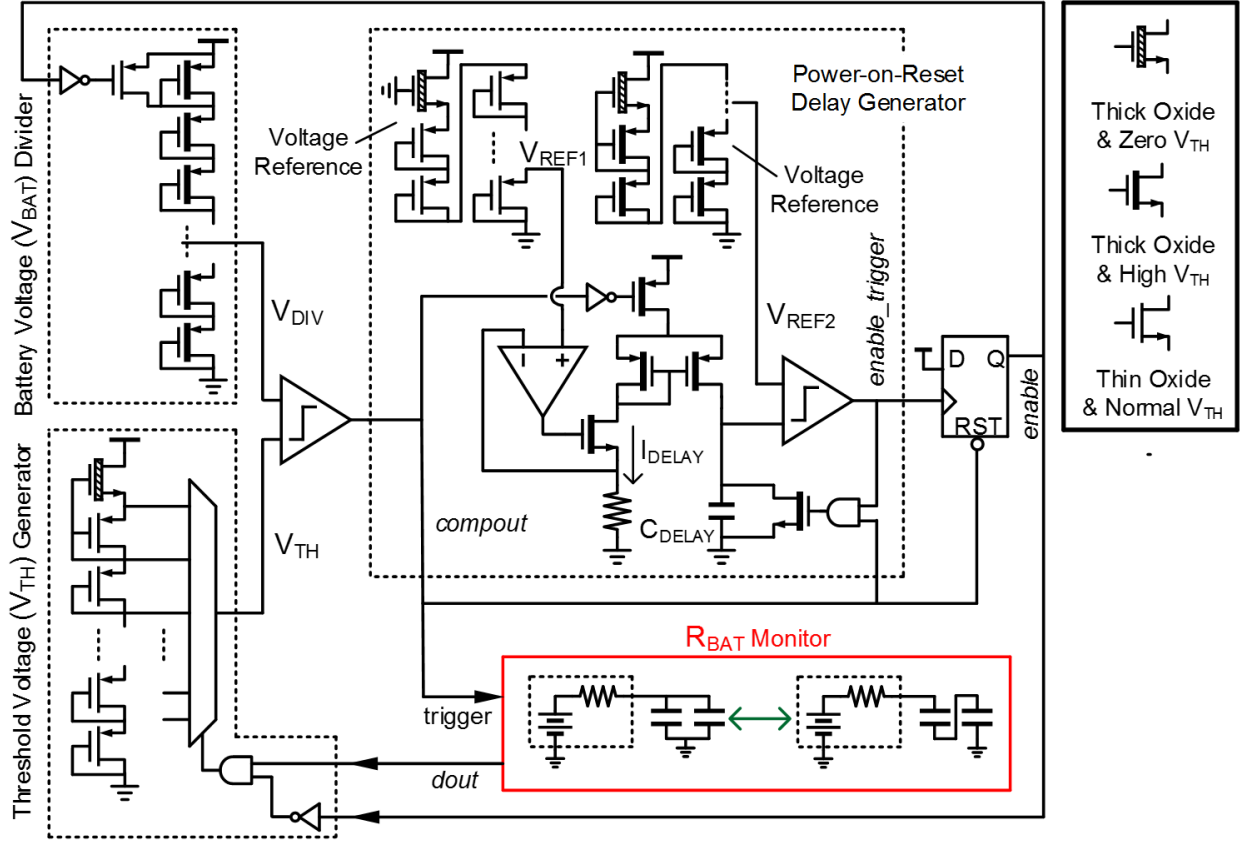 Battery Voltage (VBAT) Divider
Threshold Voltage (VTH) Generator
VDIV
VTH
Voltage
Reference
VREF1
Power-on-Reset
Delay Generator
Voltage
Reference
VREF2
enable_trigger
−
+
IDELAY
CDELAY
compout
D
Q
RST
enable
RBAT Monitor
trigger
dout
Thick Oxide
& Zero VTH
Thick Oxide
& High VTH
Thin Oxide
& Normal VTH